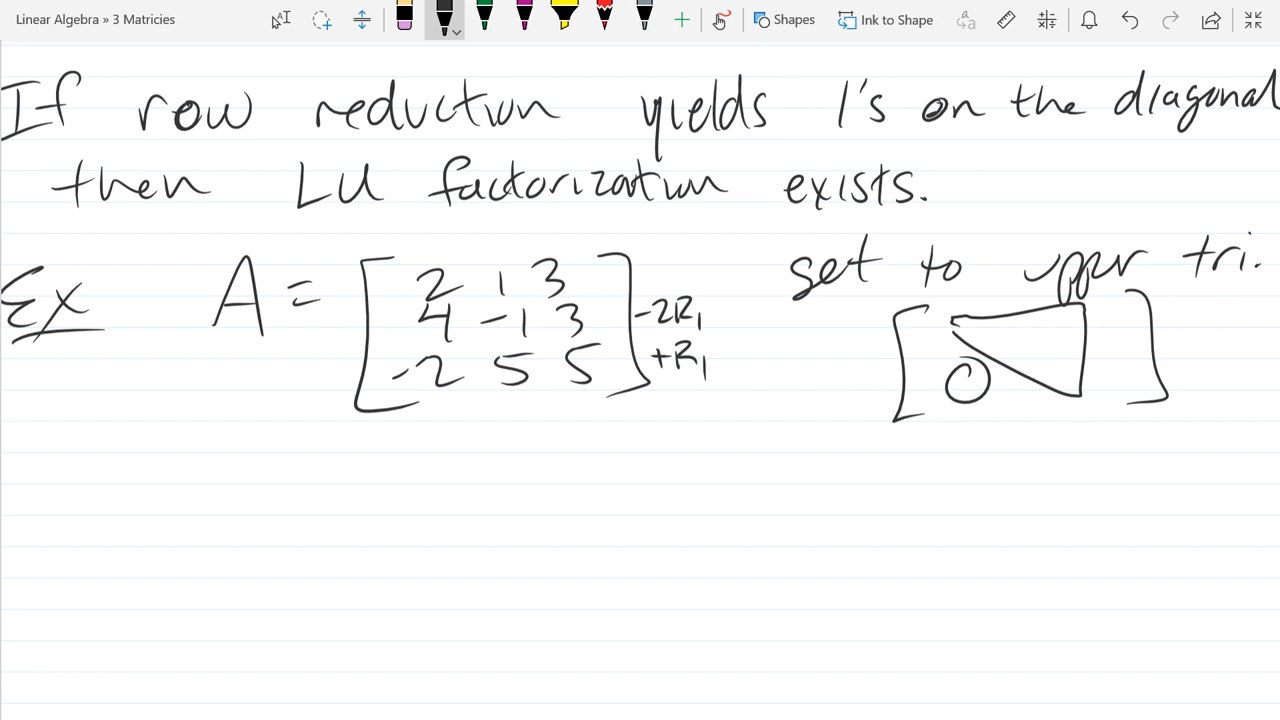 Linear Algebra » 3 Matricies
Shapes
Ink to Shape
If row reduction yields 1's on the diagonal
then LU factorization exists.
Ex A = [ 2 1 3 set to upper tri.
4 -1 3 -2R1
-2 5 5 ] +R1
[ 0 ]